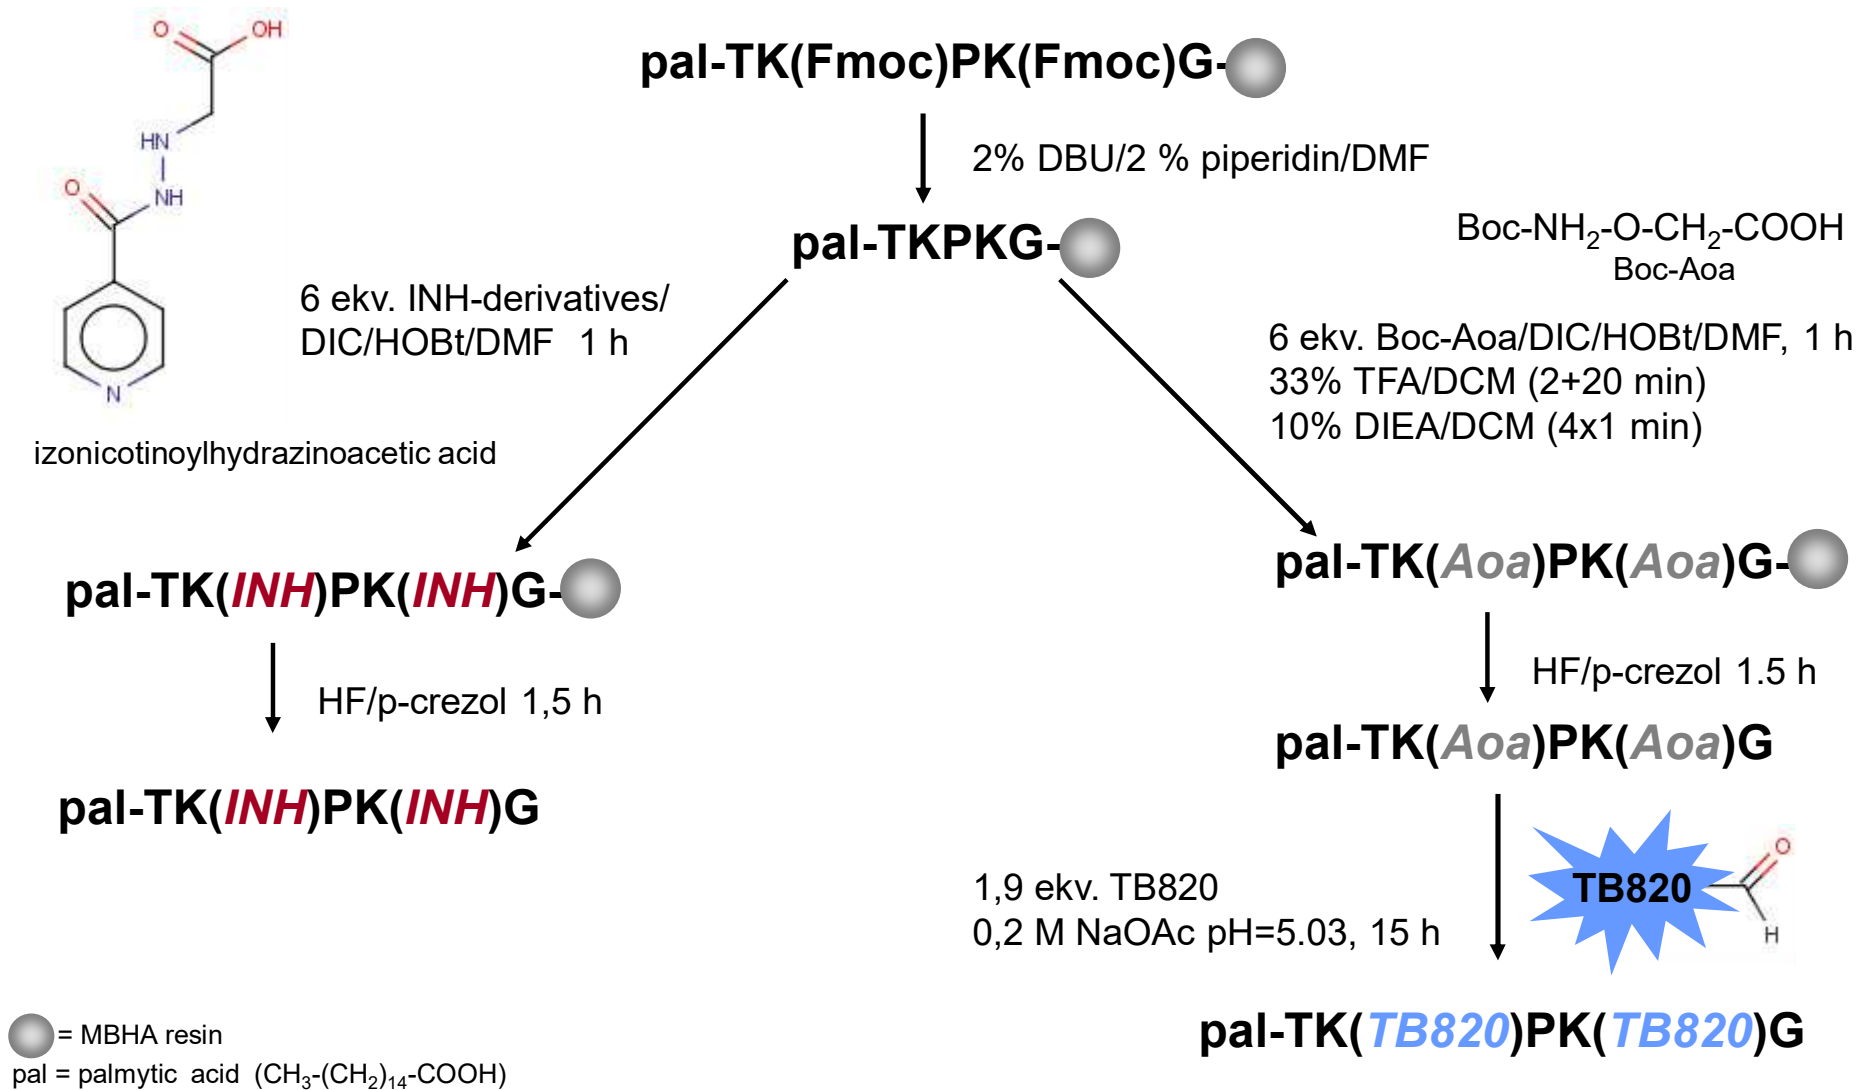 O
OH
HN
NH
O
N
izonicotinoylhydrazinoacetic acid
pal-TK(Fmoc)PK(Fmoc)G-
2% DBU/2 % piperidin/DMF
pal-TKPKG-
Boc-NH₂-O-CH₂-COOH
Boc-Aoa
6 ekv. INH-derivatives/
DIC/HOBt/DMF 1 h
6 ekv. Boc-Aoa/DIC/HOBt/DMF, 1 h
33% TFA/DCM (2+20 min)
10% DIEA/DCM (4x1 min)
pal-TK(INH)PK(INH)G-
HF/p-crezol 1,5 h
pal-TK(INH)PK(INH)G
pal-TK(Aoa)PK(Aoa)G-
HF/p-crezol 1.5 h
pal-TK(Aoa)PK(Aoa)G
1,9 ekv. TB820
0,2 M NaOAc pH=5.03, 15 h
TB820
O
H
pal-TK(TB820)PK(TB820)G
= MBHA resin
pal = palmytic acid (CH₃-(CH₂)₁₄-COOH)